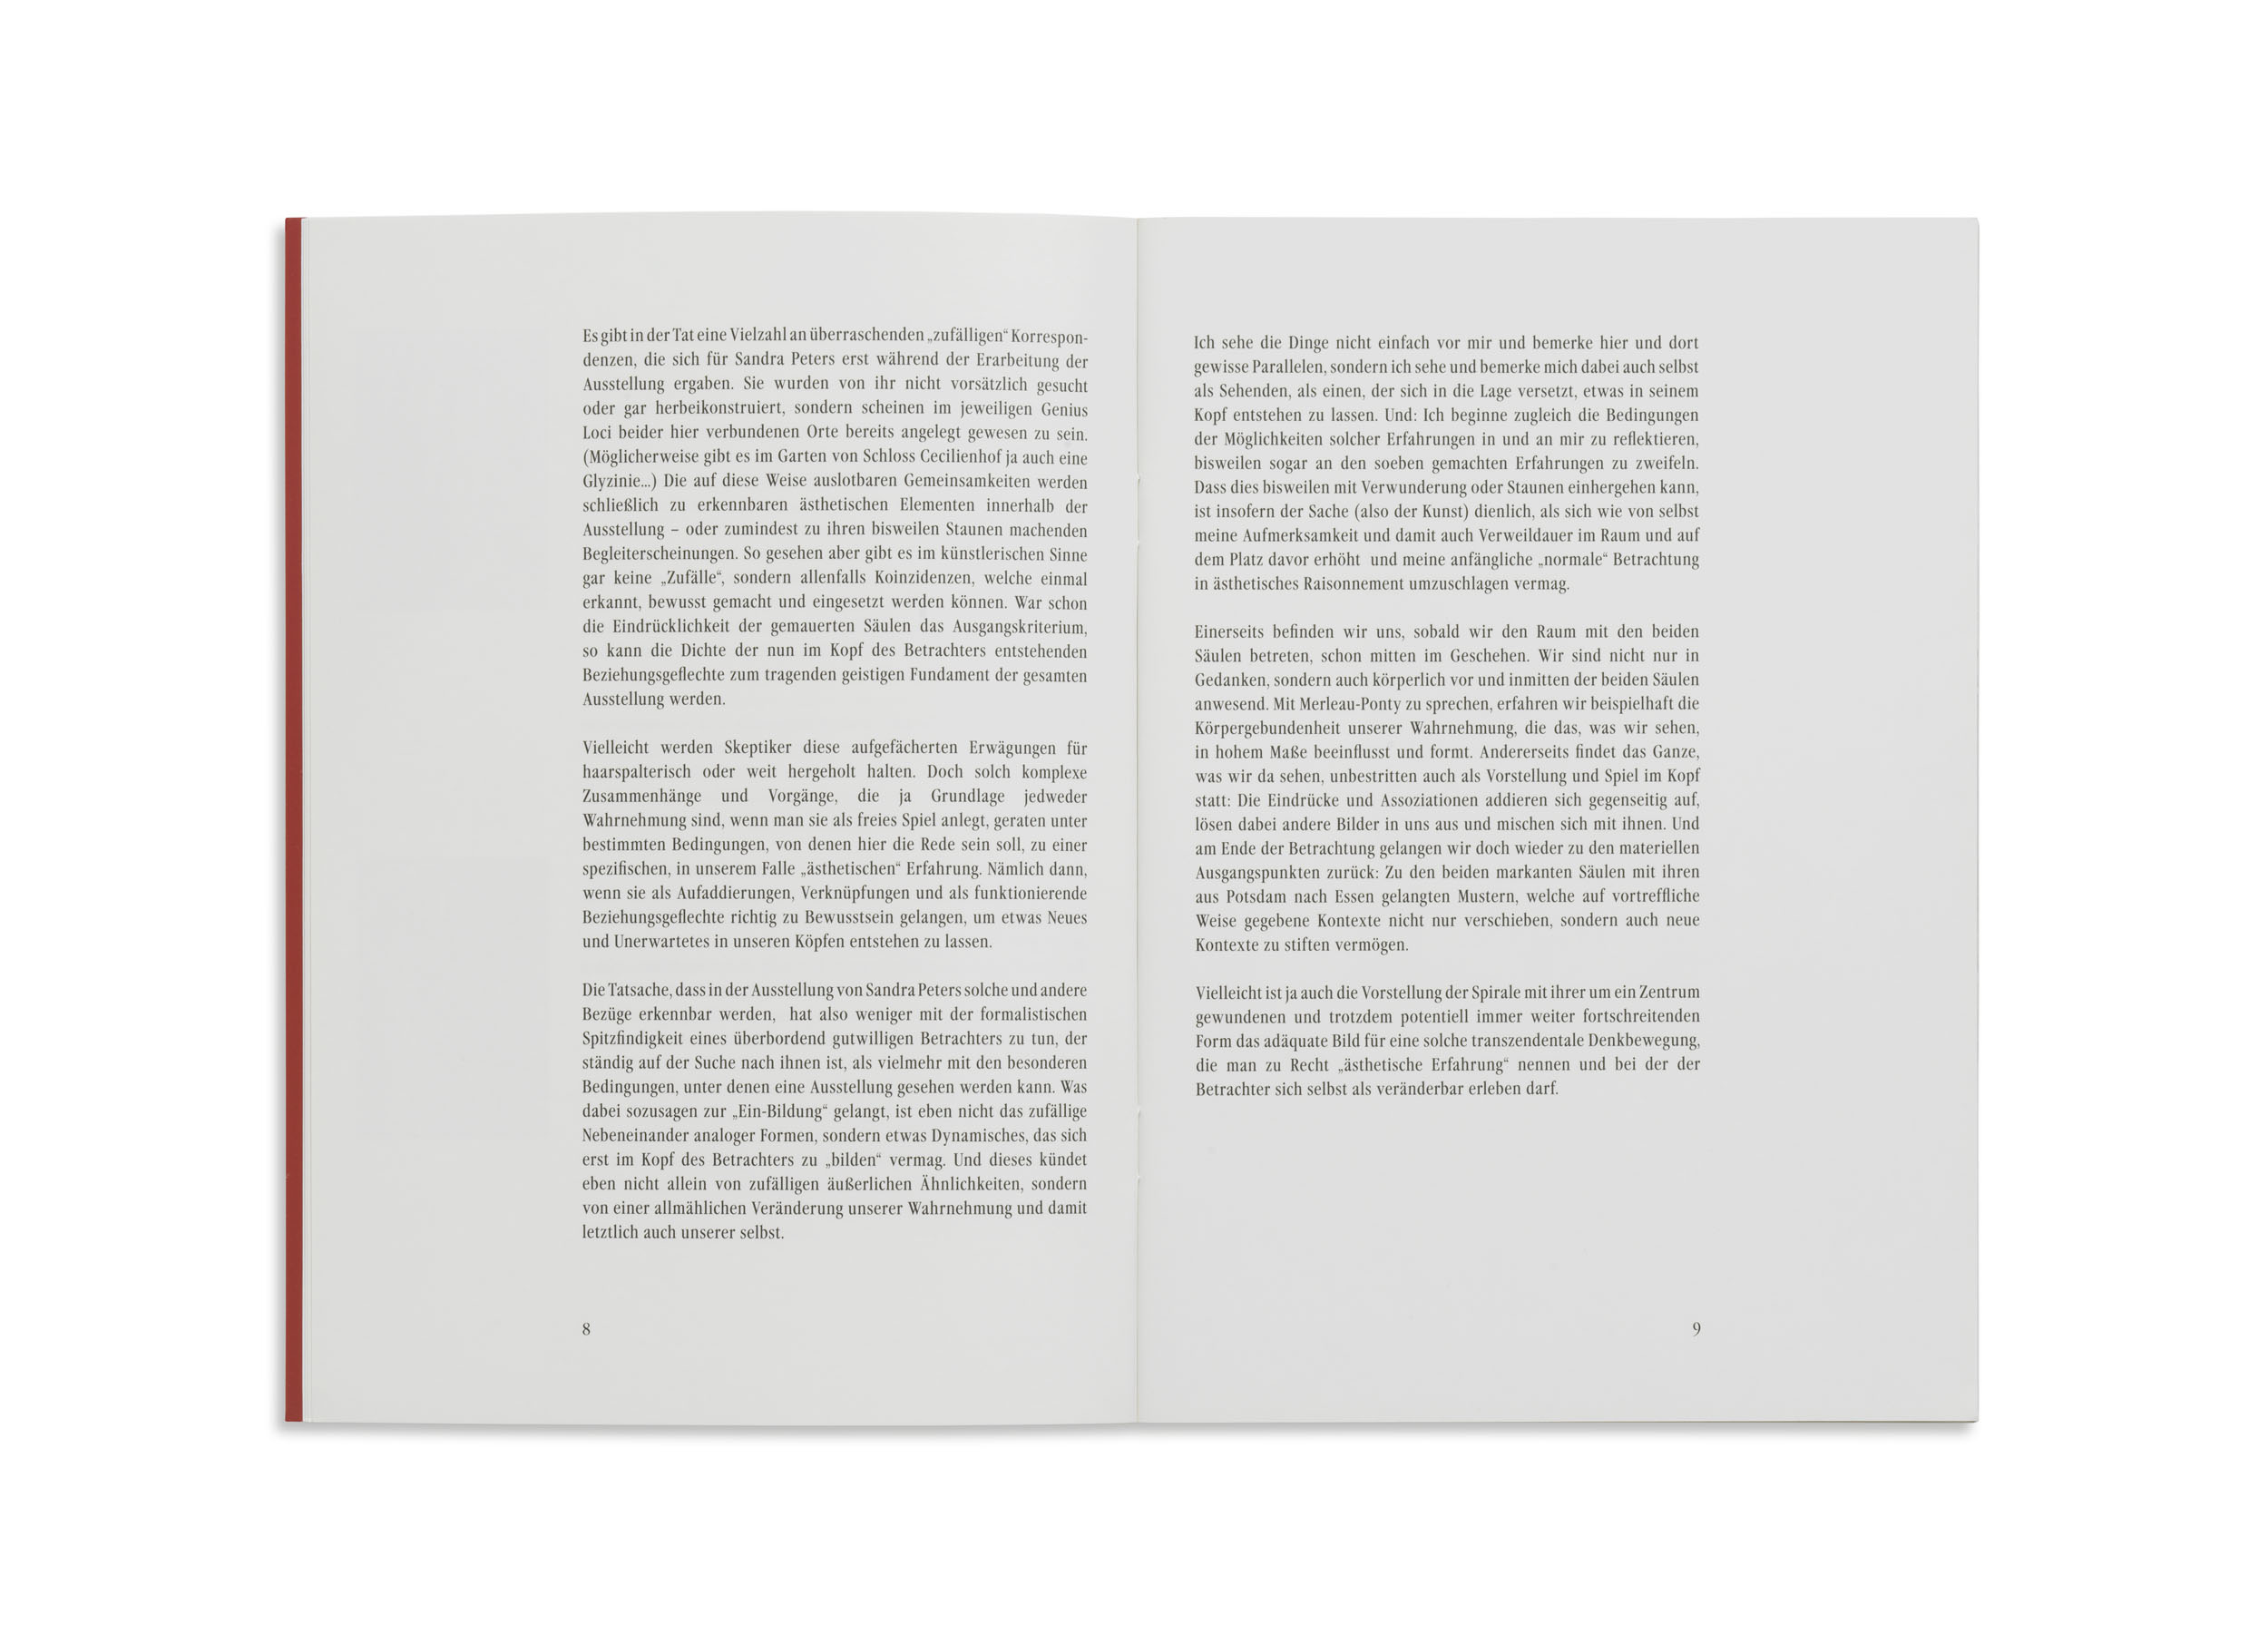 Es gibt in der Tat eine Vielzahl an überraschenden „zufälligen“ Korrespon-
denzen, die sich für Sandra Peters erst während der Erarbeitung der
Ausstellung ergaben. Sie wurden von ihr nicht vorsätzlich gesucht
oder gar herbeikonstruiert, sondern scheinen im jeweiligen Genius
Loci beider hier verbundenen Orte bereits angelegt gewesen zu sein.
(Möglicherweise gibt es im Garten von Schloss Cecilienhof ja auch eine
Glyzinie...) Die auf diese Weise auslotbaren Gemeinsamkeiten werden
schließlich zu erkennbaren ästhetischen Elementen innerhalb der
Ausstellung – oder zumindest zu ihren bisweilen Staunen machenden
Begleiterscheinungen. So gesehen aber gibt es im künstlerischen Sinne
gar keine „Zufälle“, sondern allenfalls Koinzidenzen, welche einmal
erkannt, bewusst gemacht und eingesetzt werden können. War schon
die Eindrücklichkeit der gemauerten Säulen das Ausgangskriterium,
so kann die Dichte der nun im Kopf des Betrachters entstehenden
Beziehungsgeflechte zum tragenden geistigen Fundament der gesamten
Ausstellung werden.

Vielleicht werden Skeptiker diese aufgefächerten Erwägungen für
haarspalterisch oder weit hergeholt halten. Doch solch komplexe
Zusammenhänge und Vorgänge, die ja Grundlage jedweder
Wahrnehmung sind, wenn man sie als freies Spiel anlegt, geraten unter
bestimmten Bedingungen, von denen hier die Rede sein soll, zu einer
spezifischen, in unserem Falle „ästhetischen“ Erfahrung. Nämlich dann,
wenn sie als Aufaddierungen, Verknüpfungen und als funktionierende
Beziehungsgeflechte richtig zu Bewusstsein gelangen, um etwas Neues
und Unerwartetes in unseren Köpfen entstehen zu lassen.

Die Tatsache, dass in der Ausstellung von Sandra Peters solche und andere
Bezüge erkennbar werden, hat also weniger mit der formalistischen
Spitzfindigkeit eines überbordend gutwilligen Betrachters zu tun, der
ständig auf der Suche nach ihnen ist, als vielmehr mit den besonderen
Bedingungen, unter denen eine Ausstellung gesehen werden kann. Was
dabei sozusagen zur „Ein-Bildung“ gelangt, ist eben nicht das zufällige
Nebeneinander analoger Formen, sondern etwas Dynamisches, das sich
erst im Kopf des Betrachters zu „bilden“ vermag. Und dieses kündet
eben nicht allein von zufälligen äußerlichen Ähnlichkeiten, sondern
von einer allmählichen Veränderung unserer Wahrnehmung und damit
letztlich auch unserer selbst.

8

Ich sehe die Dinge nicht einfach vor mir und bemerke hier und dort
gewisse Parallelen, sondern ich sehe und bemerke mich dabei auch selbst
als Sehenden, als einen, der sich in die Lage versetzt, etwas in seinem
Kopf entstehen zu lassen. Und: Ich beginne zugleich die Bedingungen
der Möglichkeiten solcher Erfahrungen in und an mir zu reflektieren,
bisweilen sogar an den soeben gemachten Erfahrungen zu zweifeln.
Dass dies bisweilen mit Verwunderung oder Staunen einhergehen kann,
ist insofern der Sache (also der Kunst) dienlich, als sich wie von selbst
meine Aufmerksamkeit und damit auch Verweildauer im Raum und auf
dem Platz davor erhöht und meine anfängliche „normale“ Betrachtung
in ästhetisches Raisonnement umzuschlagen vermag.

Einerseits befinden wir uns, sobald wir den Raum mit den beiden
Säulen betreten, schon mitten im Geschehen. Wir sind nicht nur in
Gedanken, sondern auch körperlich vor und inmitten der beiden Säulen
anwesend. Mit Merleau-Ponty zu sprechen, erfahren wir beispielhaft die
Körpergebundenheit unserer Wahrnehmung, die das, was wir sehen,
in hohem Maße beeinflusst und formt. Andererseits findet das Ganze,
was wir da sehen, unbestritten auch als Vorstellung und Spiel im Kopf
statt: Die Eindrücke und Assoziationen addieren sich gegenseitig auf,
lösen dabei andere Bilder in uns aus und mischen sich mit ihnen. Und
am Ende der Betrachtung gelangen wir doch wieder zu den materiellen
Ausgangspunkten zurück: Zu den beiden markanten Säulen mit ihren
aus Potsdam nach Essen gelangten Mustern, welche auf vortreffliche
Weise gegebene Kontexte nicht nur verschieben, sondern auch neue
Kontexte zu stiften vermögen.

Vielleicht ist ja auch die Vorstellung der Spirale mit ihrer um ein Zentrum
gewundenen und trotzdem potentiell immer weiter fortschreitenden
Form das adäquate Bild für eine solche transzendentale Denkbewegung,
die man zu Recht „ästhetische Erfahrung“ nennen und bei der der
Betrachter sich selbst als veränderbar erleben darf.

9